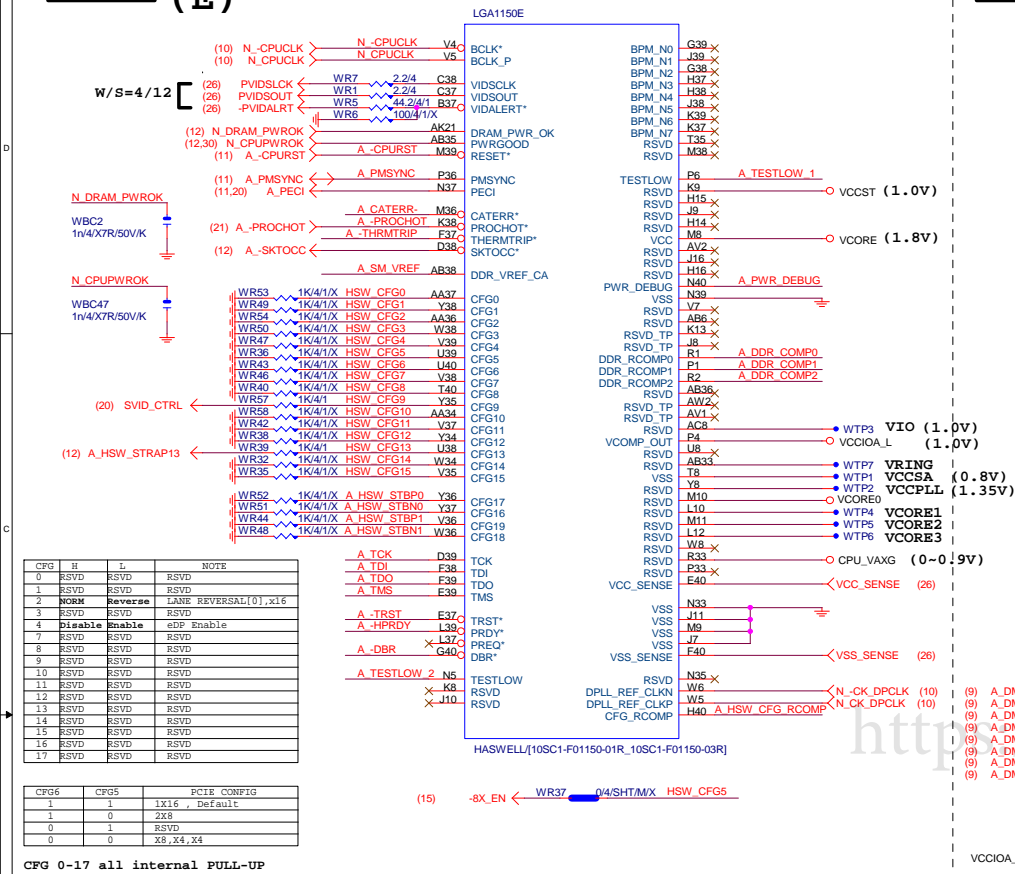 (E)
LGA1150E
(10) N_-CPUCLK N_-CPUCLK V4 BCLK* BPM_N0 G39
(10) N_CPUCLK N_CPUCLK V5 BCLK_P BPM_N1 J39
BPM_N2 G38
(26) PVIDSLCK WR7 2.2/4 C38 VIDSCLK BPM_N3 H37
W/S=4/12 (26) PVIDSOUT WR1 2.2/4 C37 VIDSOUT BPM_N4 H38
(26) -PVIDALRT WR5 44.2/4/1 B37 VIDALERT* BPM_N5 J38
WR6 100/4/1/X BPM_N6 K39
(12) N_DRAM_PWROK AK21 DRAM_PWR_OK BPM_N7 K37
(12,30) N_CPUPWROK AB35 PWRGOOD RSVD T35
(11) A_-CPURST A_-CPURST M39 RESET* RSVD M38
(11) A_PMSYNC A_PMSYNC P36 PMSYNC TESTLOW P6 A_TESTLOW_1
(11,20) A_PECI N37 PECI RSVD K9 VCCST (1.0V)
N_DRAM_PWROK RSVD H15
A_CATERR- M36 CATERR* RSVD J9
WBC2 (21) A_-PROCHOT A_-PROCHOT K38 PROCHOT* RSVD H14
1n/4/X7R/50V/K A_-THRMTRIP F37 THERMTRIP* VCC M8 VCORE (1.8V)
(12) A_-SKTOCC D38 SKTOCC* RSVD AV2
RSVD J16
A_SM_VREF AB38 DDR_VREF_CA RSVD H16
N_CPUPWROK PWR_DEBUG N40 A_PWR_DEBUG
WR53 1K/4/1/X HSW_CFG0 AA37 CFG0 VSS N39
WBC47 WR49 1K/4/1/X HSW_CFG1 Y38 CFG1 RSVD V7
1n/4/X7R/50V/K WR54 1K/4/1/X HSW_CFG2 AA36 CFG2 RSVD AB6
WR50 1K/4/1/X HSW_CFG3 W38 CFG3 RSVD_TP K13
WR47 1K/4/1/X HSW_CFG4 V39 CFG4 RSVD_TP J8
WR36 1K/4/1/X HSW_CFG5 U39 CFG5 DDR_RCOMP0 R1 A_DDR_COMP0
WR43 1K/4/1/X HSW_CFG6 U40 CFG6 DDR_RCOMP1 P1 A_DDR_COMP1
WR46 1K/4/1/X HSW_CFG7 V38 CFG7 DDR_RCOMP2 R2 A_DDR_COMP2
WR40 1K/4/1/X HSW_CFG8 T40 CFG8 RSVD AB36
(20) SVID_CTRL WR57 1K/4/1 HSW_CFG9 Y35 CFG9 RSVD_TP AW2
WR58 1K/4/1/X HSW_CFG10 AA34 CFG10 RSVD_TP AV1
WR42 1K/4/1/X HSW_CFG11 V37 CFG11 RSVD AC8 WTP3 VIO (1.0V)
WR38 1K/4/1/X HSW_CFG12 Y34 CFG12 VCOMP_OUT P4 VCCIOA_L (1.0V)
(12) A_HSW_STRAP13 WR39 1K/4/1 HSW_CFG13 U38 CFG13 RSVD U8
WR32 1K/4/1/X HSW_CFG14 W34 CFG14 RSVD AB33 WTP7 VRING
WR35 1K/4/1/X HSW_CFG15 V35 CFG15 VSS T8 WTP1 VCCSA (0.8V)
RSVD Y8 WTP2 VCCPLL (1.35V)
WR52 1K/4/1/X A_HSW_STBP0 Y36 CFG17 RSVD M10 VCORE0
WR51 1K/4/1/X A_HSW_STBN0 Y37 CFG16 RSVD L10 WTP4 VCORE1
WR44 1K/4/1/X A_HSW_STBP1 V36 CFG19 RSVD M11 WTP5 VCORE2
WR48 1K/4/1/X A_HSW_STBN1 W36 CFG18 RSVD L12 WTP6 VCORE3
RSVD W8
A_TCK D39 TCK RSVD R33 CPU_VAXG (0~0.9V)
A_TDI F38 TDI RSVD P33
A_TDO F39 TDO VCC_SENSE E40 VCC_SENSE (26)
A_TMS E39 TMS
A_-TRST E37 TRST* VSS N33
A_-HPRDY L39 PRDY* VSS J11
L37 PREQ* VSS M9
A_-DBR G40 DBR* VSS J7
VSS_SENSE F40 VSS_SENSE (26)
A_TESTLOW_2 N5 TESTLOW RSVD N35
K8 RSVD DPLL_REF_CLKN W6 N_-CK_DPCLK (10)
J10 RSVD DPLL_REF_CLKP W5 N_CK_DPCLK (10)
CFG_RCOMP H40 A_HSW_CFG_RCOMP
HASWELL/[10SC1-F01150-01R_10SC1-F01150-03R]
(9) A_DM
(9) A_DM
(9) A_DM
(9) A_DM
(9) A_DM
(9) A_DM
(9) A_DM
(9) A_DM
https
D
C
CFG H L NOTE
0 RSVD RSVD RSVD
1 RSVD RSVD RSVD
2 NORM Reverse LANE REVERSAL[0],x16
3 RSVD RSVD RSVD
4 Disable Enable eDP Enable
7 RSVD RSVD RSVD
8 RSVD RSVD RSVD
9 RSVD RSVD RSVD
10 RSVD RSVD RSVD
11 RSVD RSVD RSVD
12 RSVD RSVD RSVD
13 RSVD RSVD RSVD
14 RSVD RSVD RSVD
15 RSVD RSVD RSVD
16 RSVD RSVD RSVD
17 RSVD RSVD RSVD
CFG6 CFG5 PCIE CONFIG
1 1 1X16 , Default
1 0 2X8
0 1 RSVD
0 0 X8,X4,X4
(15) -8X_EN WR37 0/4/SHT/M/X HSW_CFG5
CFG 0-17 all internal PULL-UP
VCCIOA_